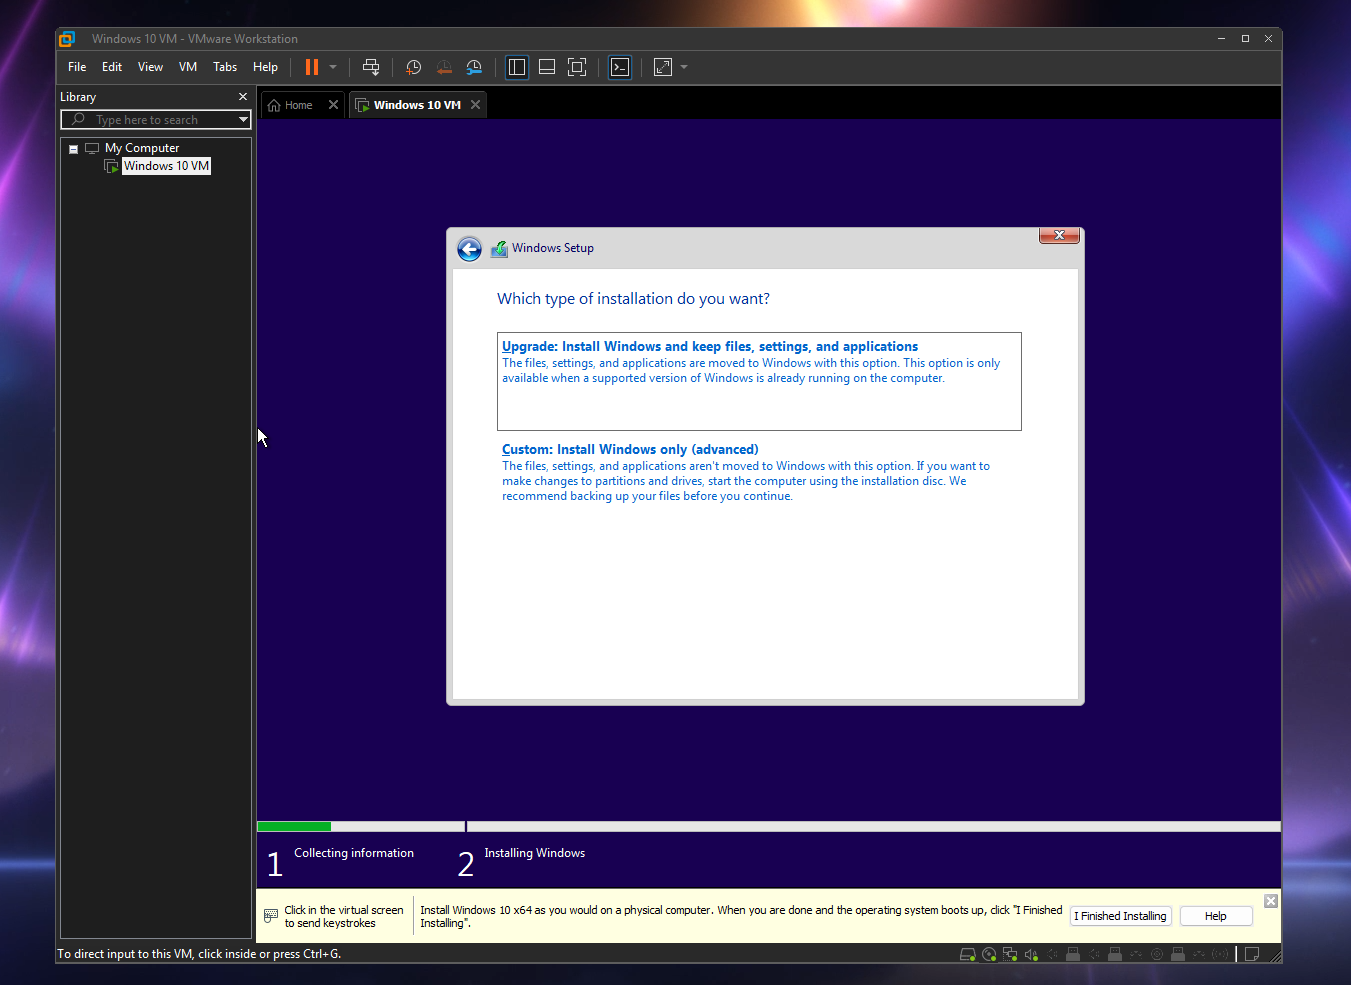 Windows 10 VM - VMware Workstation
File Edit View VM Tabs Help
Library
Home
Windows 10 VM
Type here to search
My Computer
Windows 10 VM
Windows Setup
Which type of installation do you want?
Upgrade: Install Windows and keep files, settings, and applications
The files, settings, and applications are moved to Windows with this option. This option is only
available when a supported version of Windows is already running on the computer.
Custom: Install Windows only (advanced)
The files, settings, and applications aren't moved to Windows with this option. If you want to
make changes to partitions and drives, start the computer using the installation disc. We
recommend backing up your files before you continue.
1 Collecting information
2 Installing Windows
Click in the virtual screen
to send keystrokes
Install Windows 10 x64 as you would on a physical computer. When you are done and the operating system boots up, click "I Finished
Installing".
I Finished Installing
Help
To direct input to this VM, click inside or press Ctrl+G.